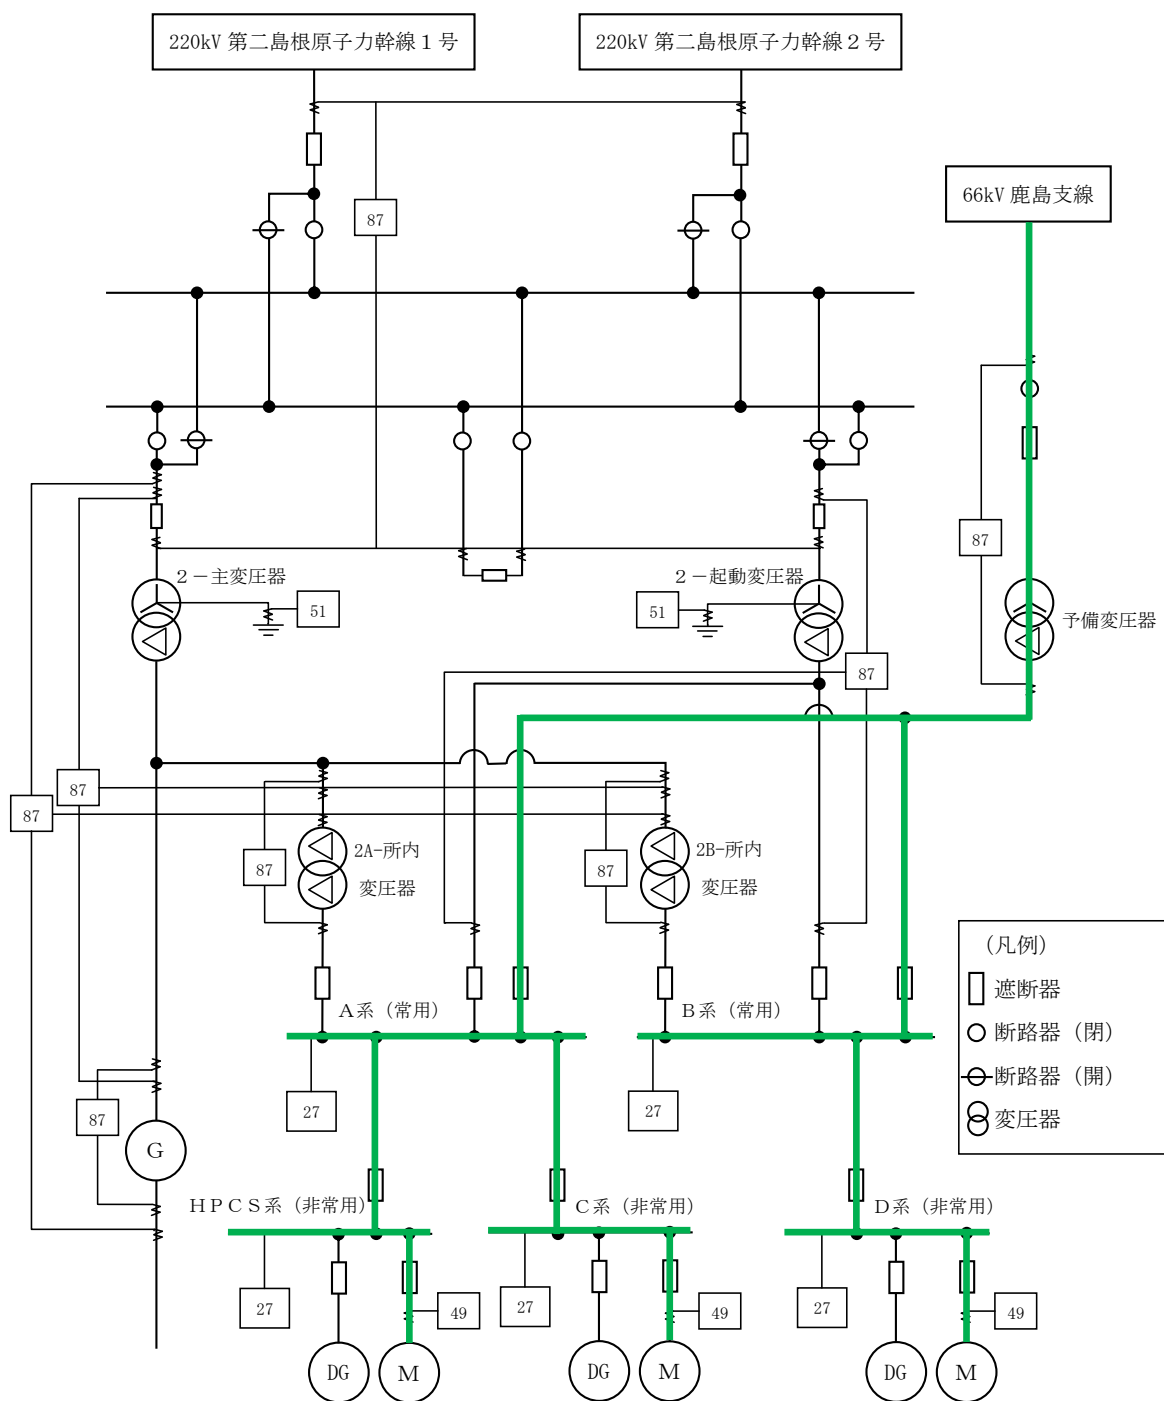 220kV 第二島根原子力幹線１号
220kV 第二島根原子力幹線２号
66kV 鹿島支線
87
87
２－主変圧器
２－起動変圧器
51
51
予備変圧器
87
87
87
2A-所内
変圧器
2B-所内
変圧器
87
87
（凡例）
遮断器
断路器（閉）
断路器（開）
変圧器
Ａ系（常用）
Ｂ系（常用）
27
27
87
Ｇ
ＨＰＣＳ系（非常用）
Ｃ系（非常用）
Ｄ系（非常用）
27
49
27
49
27
49
DG
Ｍ
DG
Ｍ
DG
Ｍ